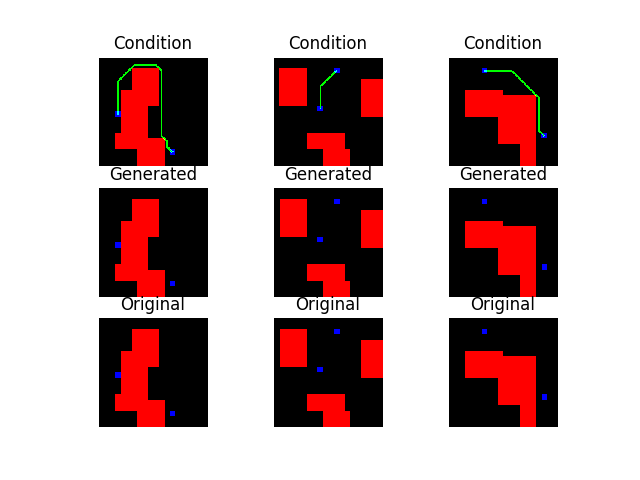 Condition Condition Condition
Generated Generated Generated
Original Original Original